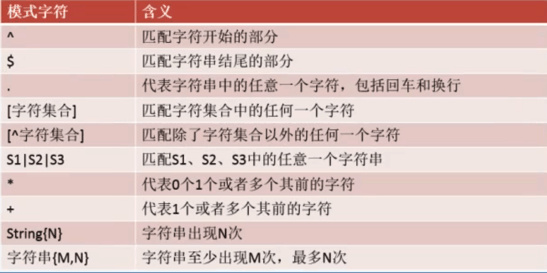 模式字符 含义
^ 匹配字符开始的部分
$ 匹配字符串结尾的部分
. 代表字符串中的任意一个字符，包括回车和换行
[字符集合] 匹配字符集合中的任何一个字符
[^字符集合] 匹配除了字符集合以外的任何一个字符
S1|S2|S3 匹配S1、S2、S3中的任意一个字符串
* 代表0个1个或者多个其前的字符
+ 代表1个或者多个其前的字符
String{N} 字符串出现N次
字符串{M,N} 字符串至少出现M次，最多N次